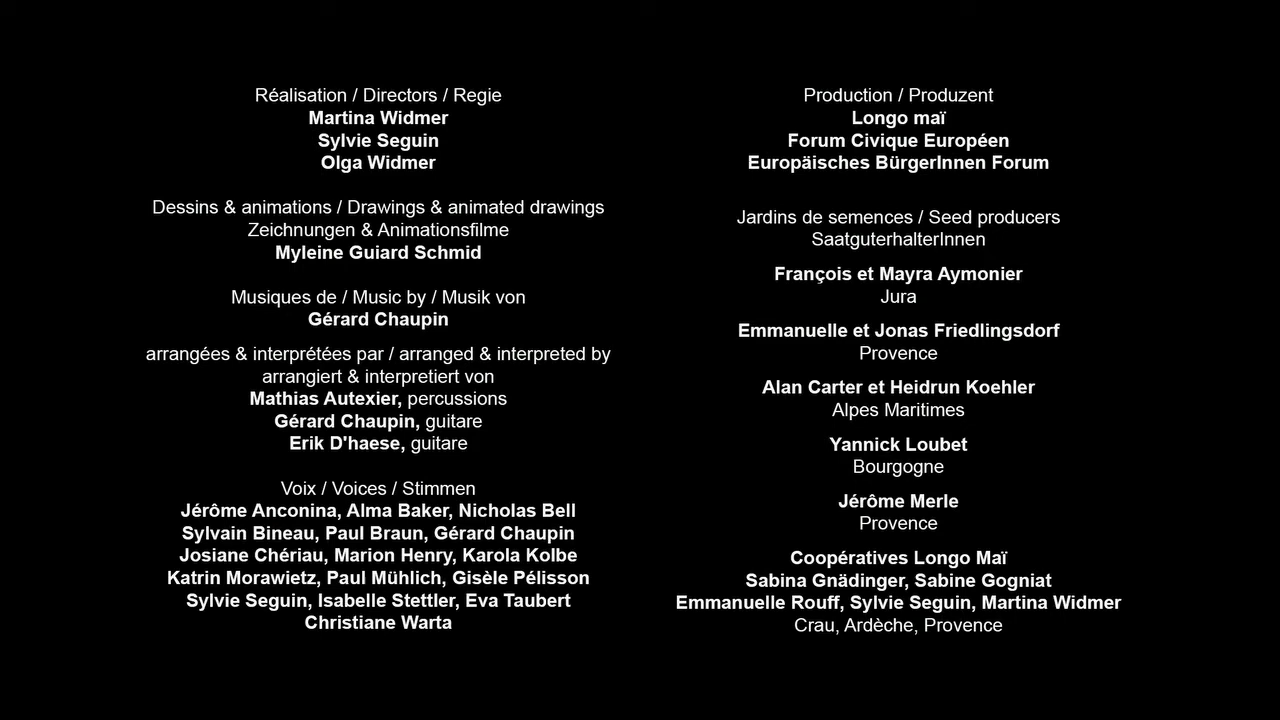 Réalisation / Directors / Regie
Martina Widmer
Sylvie Seguin
Olga Widmer
Dessins & animations / Drawings & animated drawings
Zeichnungen & Animationsfilme
Myleine Guiard Schmid
Musiques de / Music by / Musik von
Gérard Chaupin
arrangées & interprétées par / arranged & interpreted by
arrangiert & interpretiert von
Mathias Autexier, percussions
Gérard Chaupin, guitare
Erik D'haese, guitare
Voix / Voices / Stimmen
Jérôme Anconina, Alma Baker, Nicholas Bell
Sylvain Bineau, Paul Braun, Gérard Chaupin
Josiane Chériau, Marion Henry, Karola Kolbe
Katrin Morawietz, Paul Mühlich, Gisèle Pélisson
Sylvie Seguin, Isabelle Stettler, Eva Taubert
Christiane Warta
Production / Produzent
Longo maï
Forum Civique Européen
Europäisches BürgerInnen Forum
Jardins de semences / Seed producers
SaatguterhalterInnen
François et Mayra Aymonier
Jura
Emmanuelle et Jonas Friedlingsdorf
Provence
Alan Carter et Heidrun Koehler
Alpes Maritimes
Yannick Loubet
Bourgogne
Jérôme Merle
Provence
Coopératives Longo Maï
Sabina Gnädinger, Sabine Gogniat
Emmanuelle Rouff, Sylvie Seguin, Martina Widmer
Crau, Ardèche, Provence